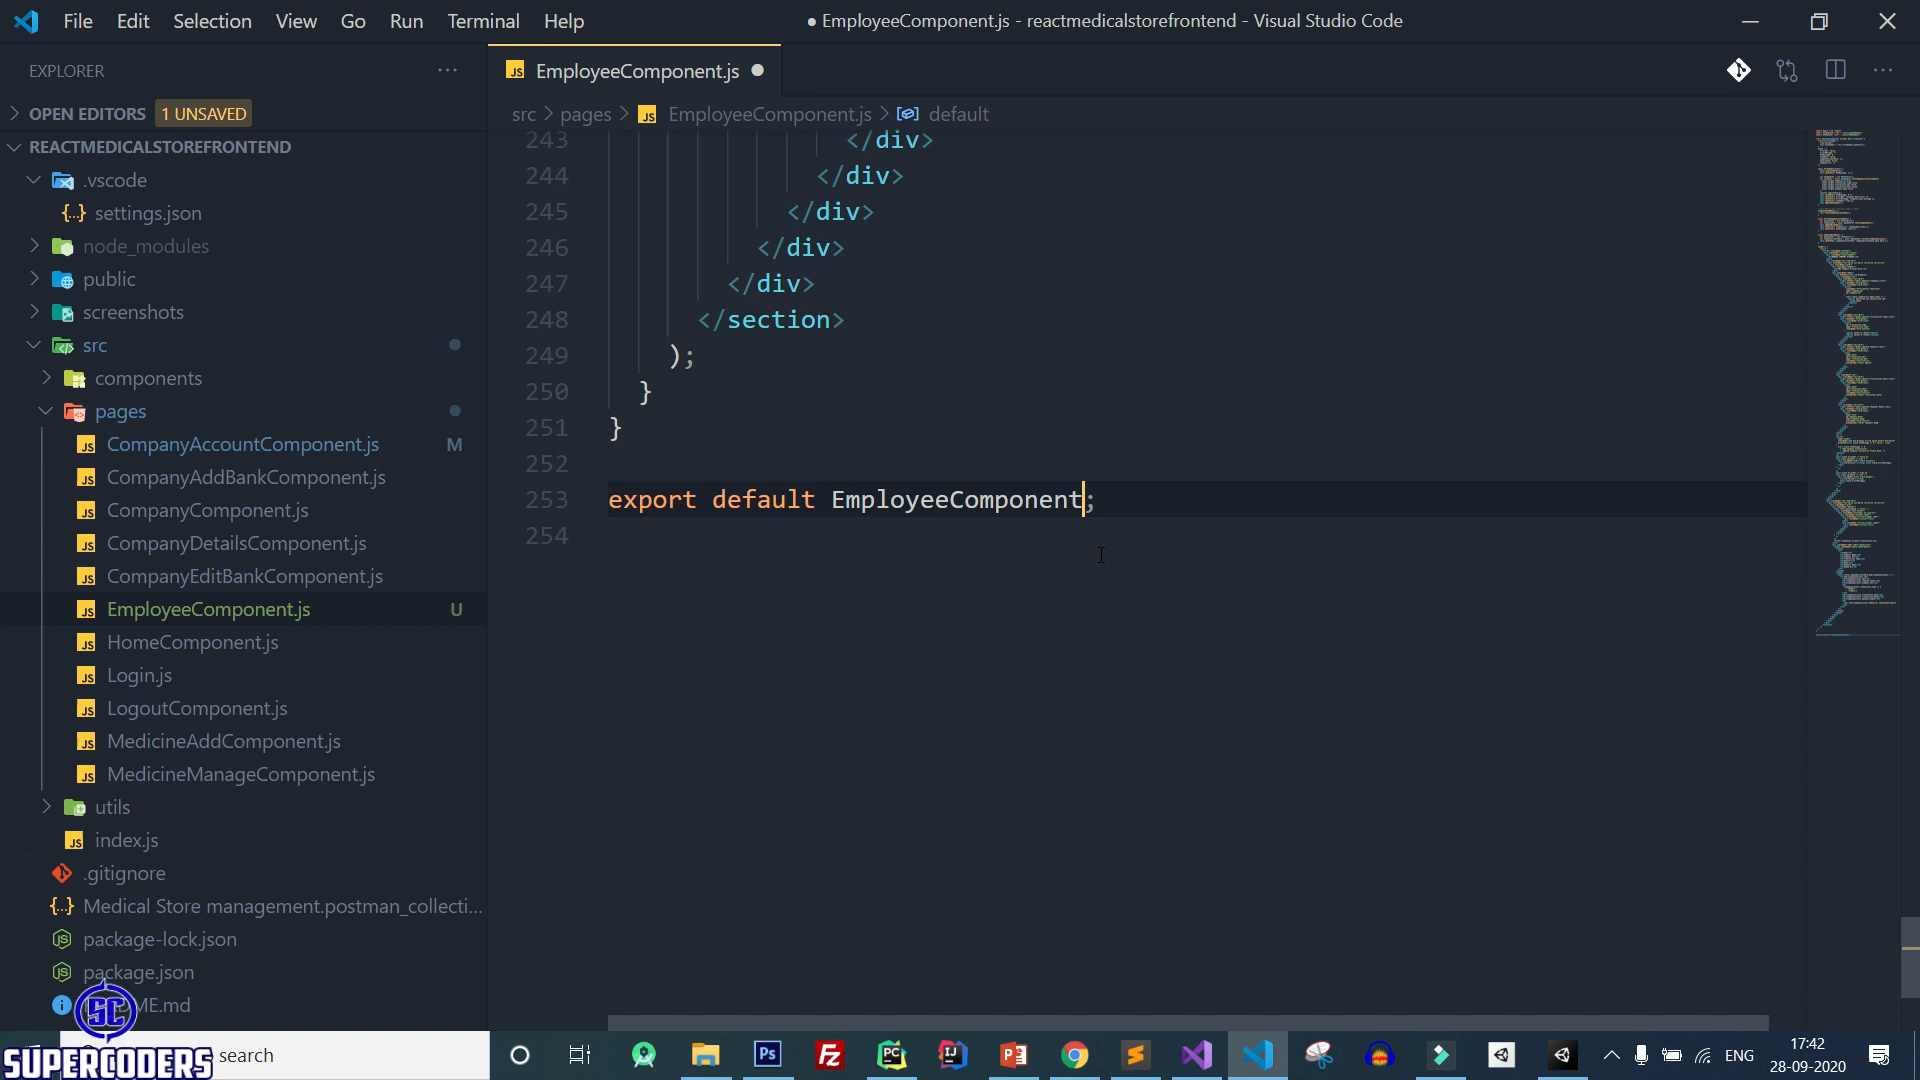 File Edit Selection View Go Run Terminal Help
● EmployeeComponent.js - reactmedicalstorefrontend - Visual Studio Code
EXPLORER
OPEN EDITORS 1 UNSAVED
REACTMEDICALSTOREFRONTEND
.vscode
settings.json
node_modules
public
screenshots
src
components
pages
CompanyAccountComponent.js M
CompanyAddBankComponent.js
CompanyComponent.js
CompanyDetailsComponent.js
CompanyEditBankComponent.js
EmployeeComponent.js U
HomeComponent.js
Login.js
LogoutComponent.js
MedicineAddComponent.js
MedicineManageComponent.js
utils
index.js
.gitignore
Medical Store management.postman_collecti...
package-lock.json
package.json
ME.md
EmployeeComponent.js
src > pages > EmployeeComponent.js > default
243 </div>
244 </div>
245 </div>
246 </div>
247 </div>
248 </section>
249 );
250 }
251 }
252
253 export default EmployeeComponent;
254
SC
SUPERCODERS
search
ENG
17:42
28-09-2020